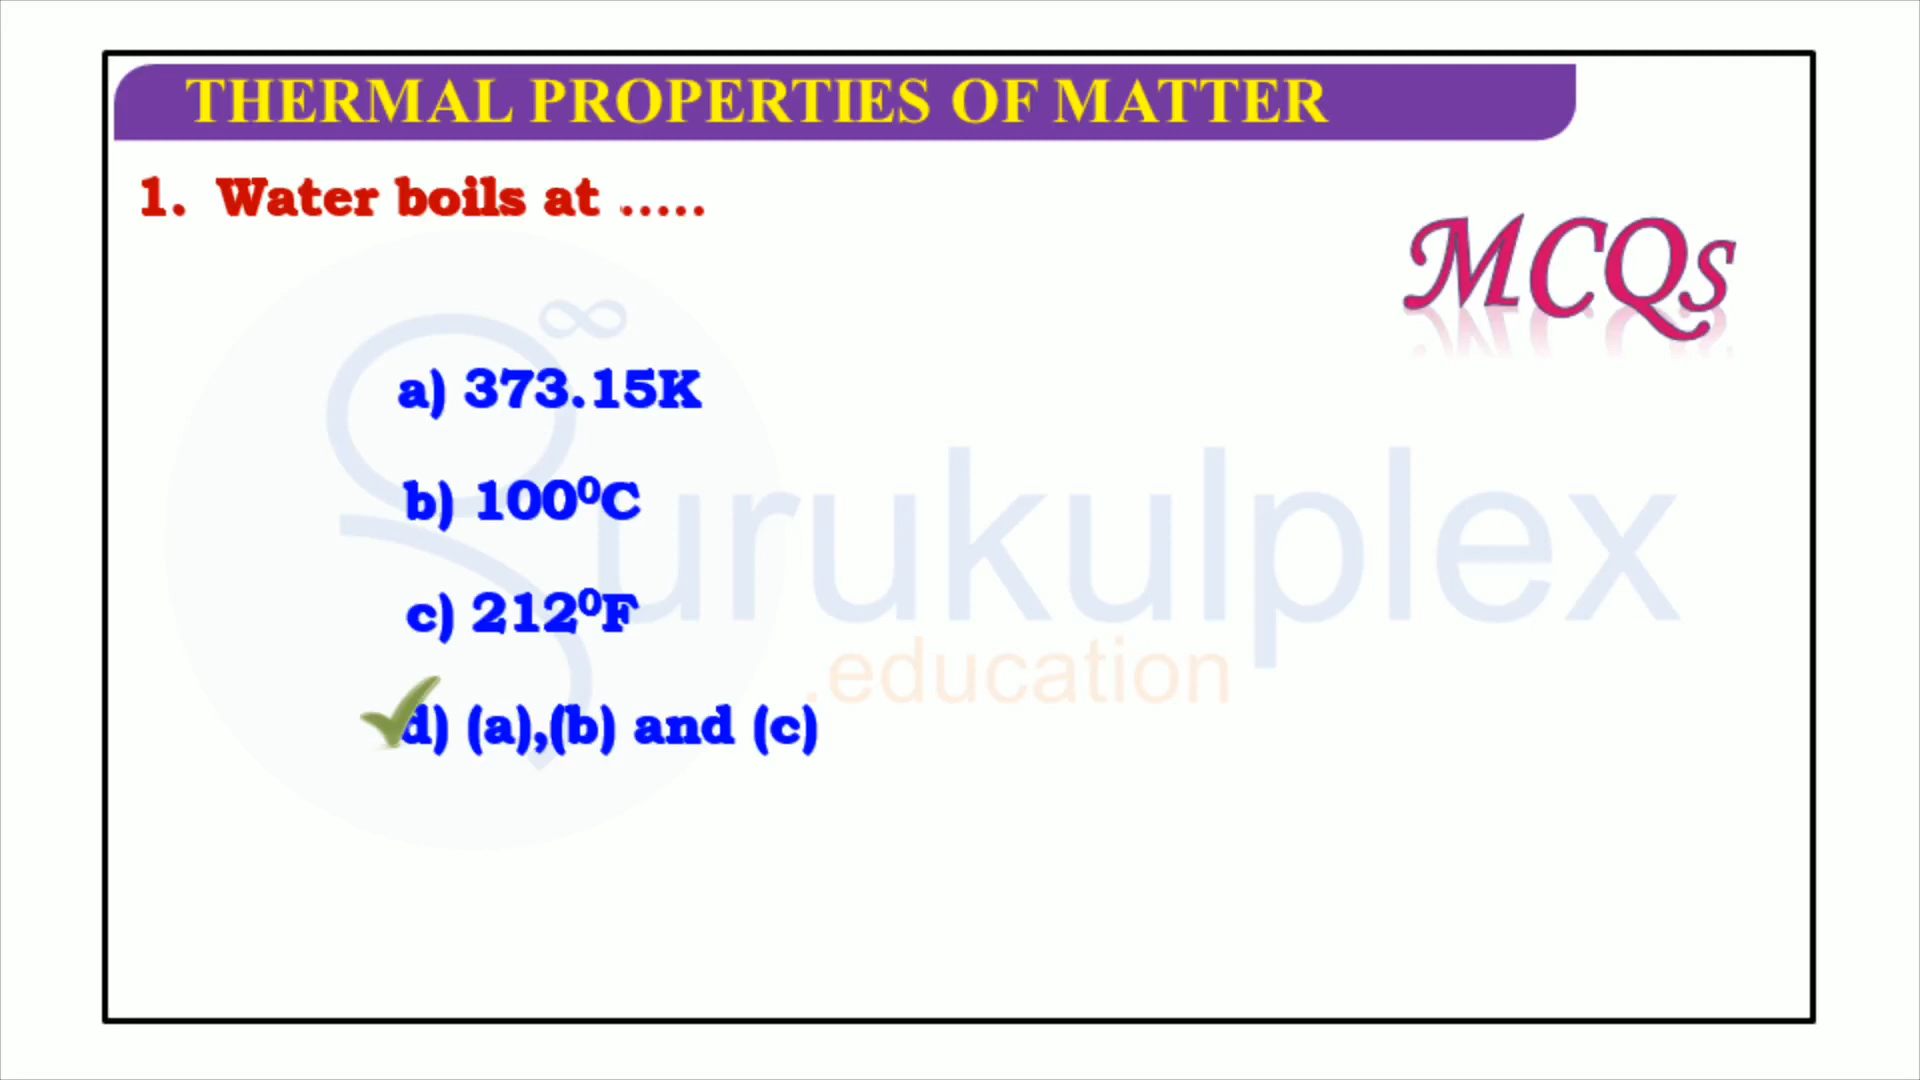 THERMAL PROPERTIES OF MATTER
1. Water boils at .....
MCQs
a) 373.15K
b) 100⁰C
c) 212⁰F
d) (a),(b) and (c)
urukulplex
.education